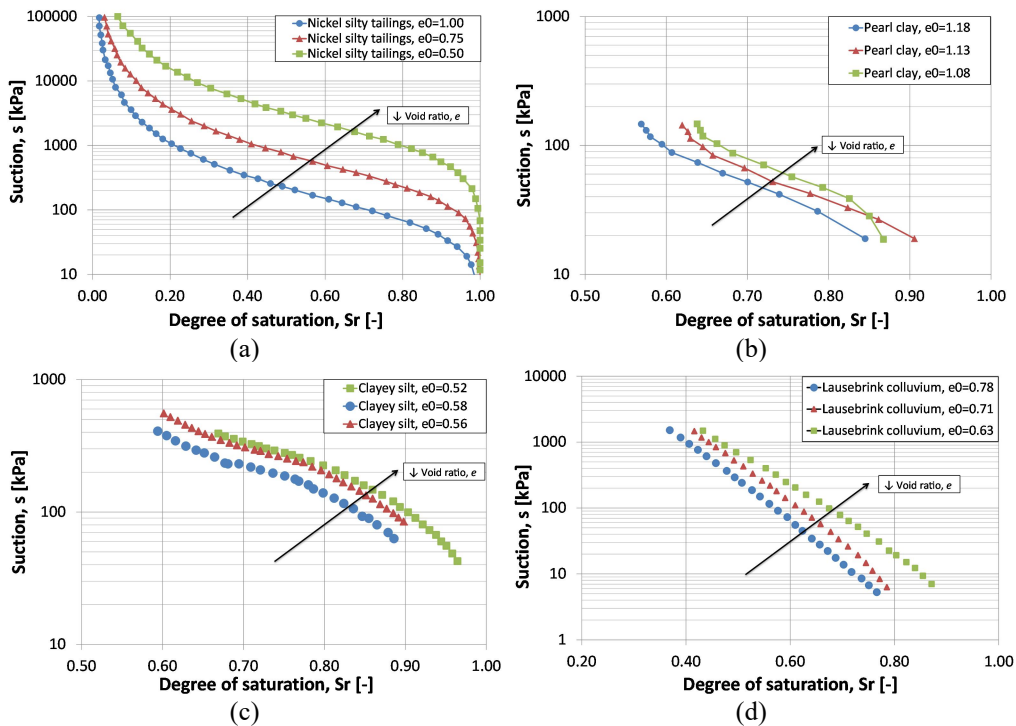 100000
10000
1000
100
10
Suction, s [kPa]
Nickel silty tailings, e0=1.00
Nickel silty tailings, e0=0.75
Nickel silty tailings, e0=0.50
↓ Void ratio, e
0.00 0.20 0.40 0.60 0.80 1.00
Degree of saturation, Sr [-]
(a)
1000
100
10
Suction, s [kPa]
Pearl clay, e0=1.18
Pearl clay, e0=1.13
Pearl clay, e0=1.08
↓ Void ratio, e
0.50 0.60 0.70 0.80 0.90 1.00
Degree of saturation, Sr [-]
(b)
1000
100
10
Suction, s [kPa]
Clayey silt, e0=0.52
Clayey silt, e0=0.58
Clayey silt, e0=0.56
↓ Void ratio, e
0.50 0.60 0.70 0.80 0.90 1.00
Degree of saturation, Sr [-]
(c)
10000
1000
100
10
1
Suction, s [kPa]
Lausebrink colluvium, e0=0.78
Lausebrink colluvium, e0=0.71
Lausebrink colluvium, e0=0.63
↓ Void ratio, e
0.20 0.40 0.60 0.80 1.00
Degree of saturation, Sr [-]
(d)